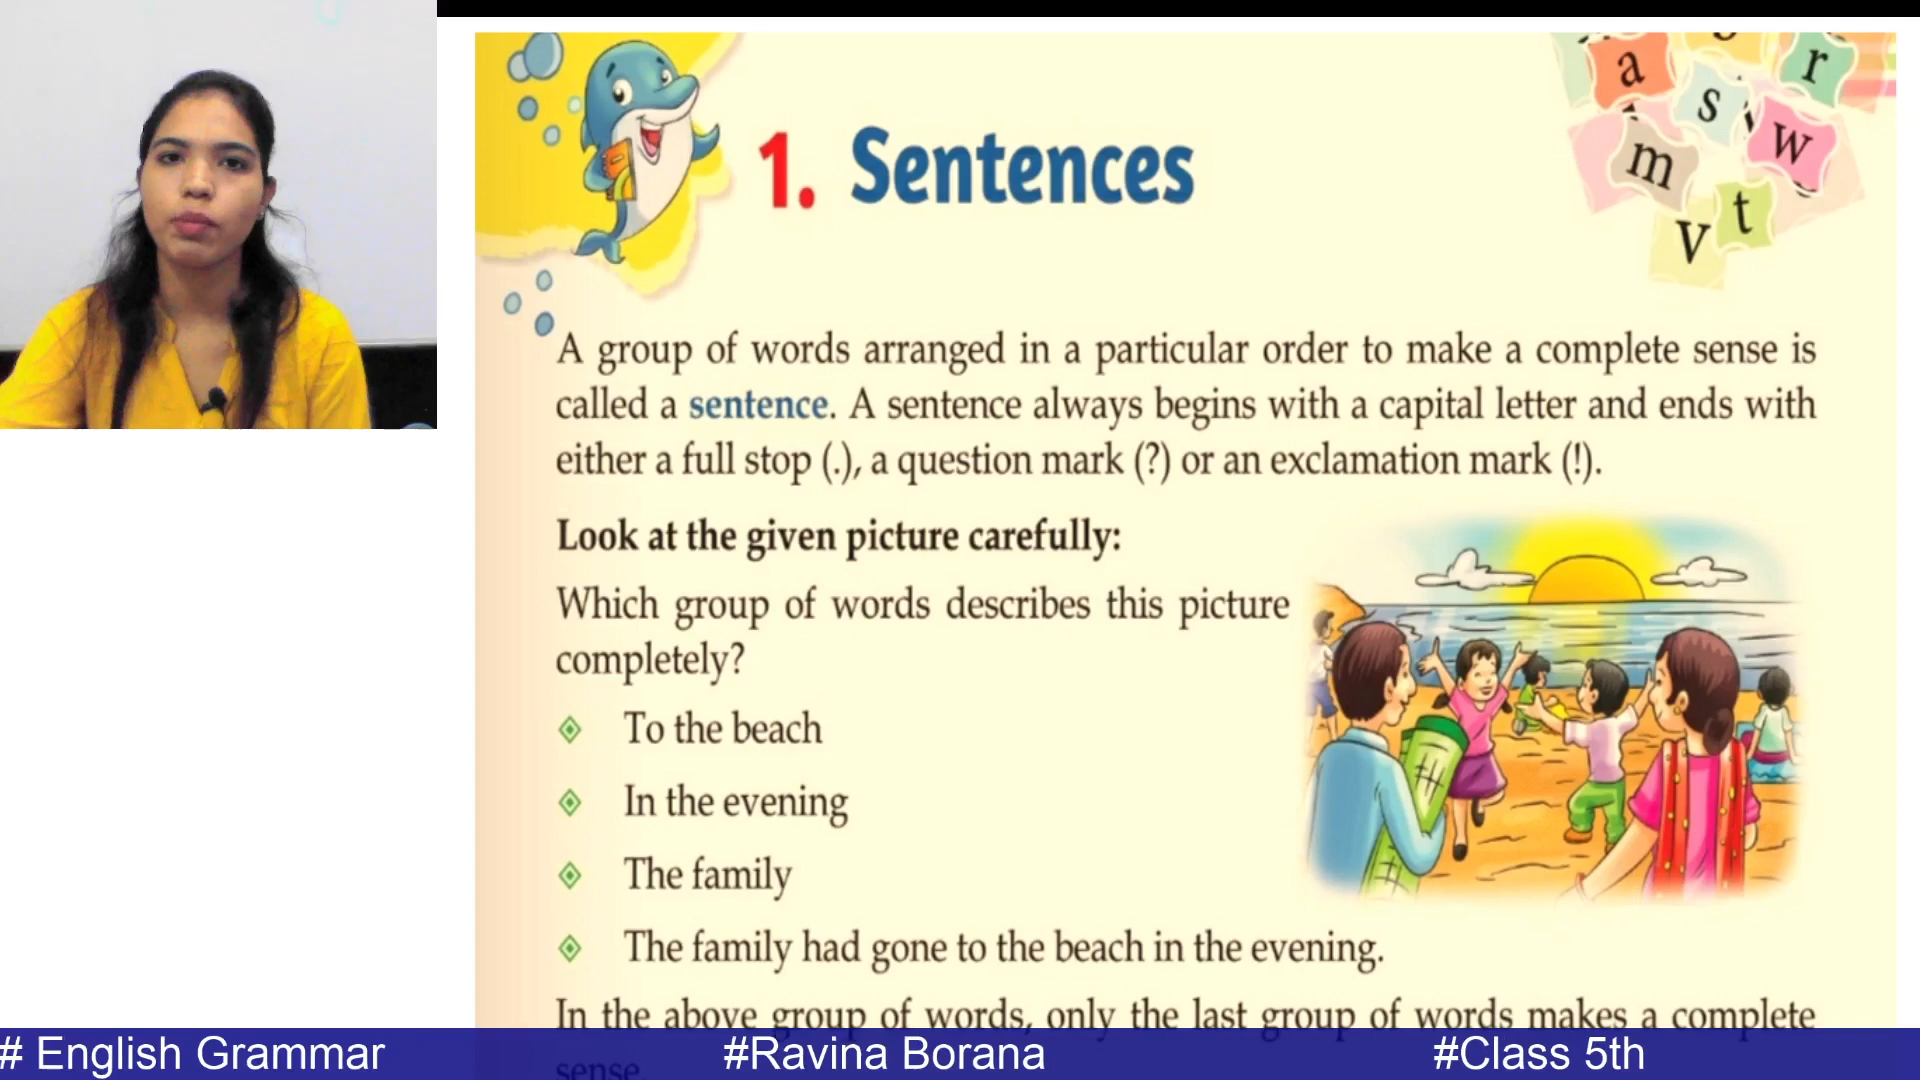 a
r
s
w
m
t
v
1. Sentences
A group of words arranged in a particular order to make a complete sense is
called a sentence. A sentence always begins with a capital letter and ends with
either a full stop (.), a question mark (?) or an exclamation mark (!).
Look at the given picture carefully:
Which group of words describes this picture
completely?
To the beach
In the evening
The family
The family had gone to the beach in the evening.
In the above group of words, only the last group of words makes a complete
sense.
# English Grammar
#Ravina Borana
#Class 5th